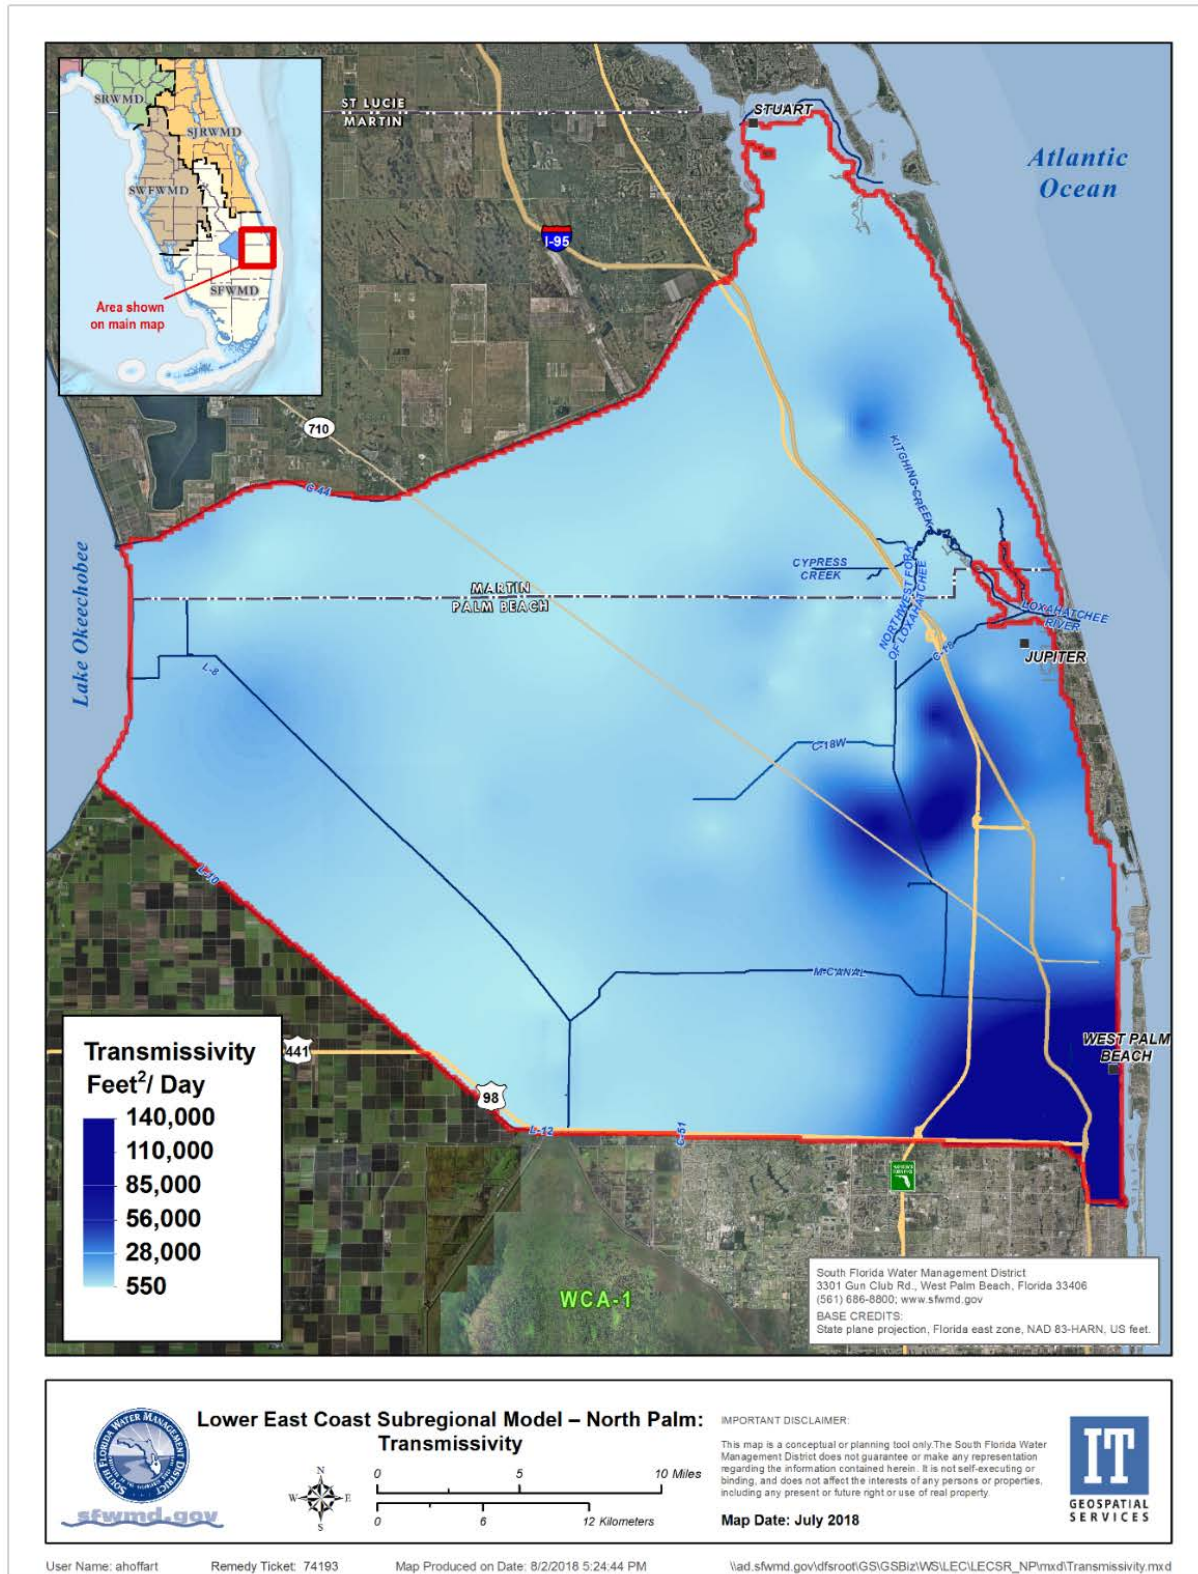 SRWMD
SJRWMD
SWFWMD
SFWMD
Area shown
on main map
ST LUCIE
MARTIN
STUART
Atlantic
Ocean
I-95
710
C-44
KITCHING CREEK
CYPRESS
CREEK
NORTHWEST FORK
OF LOXAHATCHEE
MARTIN
PALM BEACH
LOXAHATCHEE
RIVER
Lake Okeechobee
C-18
JUPITER
L-8
C-18W
L-10
M CANAL
WEST PALM
BEACH
441
98
L-12
C-51
WCA-1
Transmissivity
Feet²/ Day
140,000
110,000
85,000
56,000
28,000
550
South Florida Water Management District
3301 Gun Club Rd., West Palm Beach, Florida 33406
(561) 686-8800; www.sfwmd.gov
BASE CREDITS:
State plane projection, Florida east zone, NAD 83-HARN, US feet.
SOUTH FLORIDA WATER MANAGEMENT DISTRICT
sfwmd.gov
Lower East Coast Subregional Model – North Palm:
Transmissivity
N
W E
S
0 5 10 Miles
0 6 12 Kilometers
IMPORTANT DISCLAIMER:
This map is a conceptual or planning tool only.The South Florida Water
Management District does not guarantee or make any representation
regarding the information contained herein. It is not self-executing or
binding, and does not affect the interests of any persons or properties,
including any present or future right or use of real property.
Map Date: July 2018
IT
GEOSPATIAL
SERVICES
User Name: ahoffart Remedy Ticket: 74193 Map Produced on Date: 8/2/2018 5:24:44 PM \\ad.sfwmd.gov\dfsroot\GS\GSBiz\WS\LEC\LECSR_NP\mxd\Transmissivity.mxd